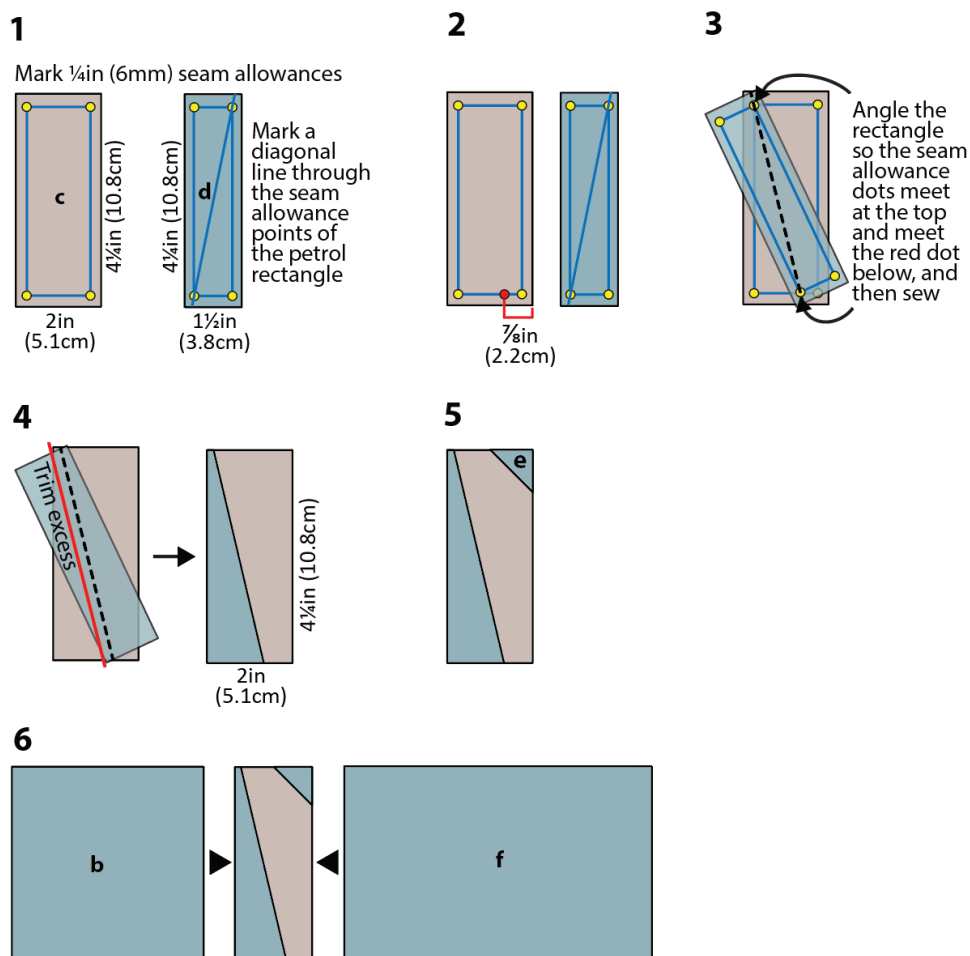 1
Mark ¼in (6mm) seam allowances
c
4¼in (10.8cm)
2in
(5.1cm)
4¼in (10.8cm)
d
1½in
(3.8cm)
Mark a
diagonal
line through
the seam
allowance
points of
the petrol
rectangle
2
⅞in
(2.2cm)
3
Angle the
rectangle
so the seam
allowance
dots meet
at the top
and meet
the red dot
below, and
then sew
4
Trim excess
4¼in (10.8cm)
2in
(5.1cm)
5
e
6
b
f